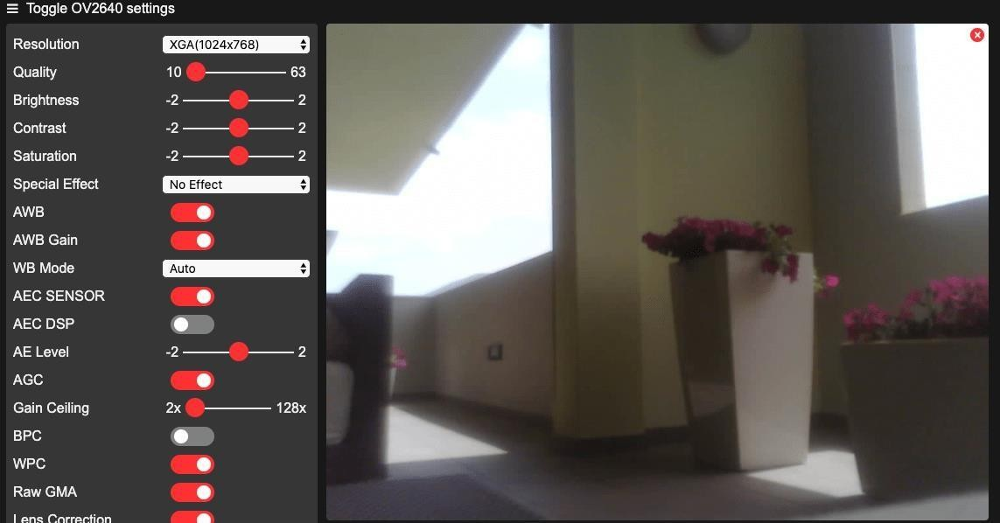 Toggle OV2640 settings
Resolution XGA(1024x768)
Quality 10 63
Brightness -2 2
Contrast -2 2
Saturation -2 2
Special Effect No Effect
AWB
AWB Gain
WB Mode Auto
AEC SENSOR
AEC DSP
AE Level -2 2
AGC
Gain Ceiling 2x 128x
BPC
WPC
Raw GMA
Lens Correction